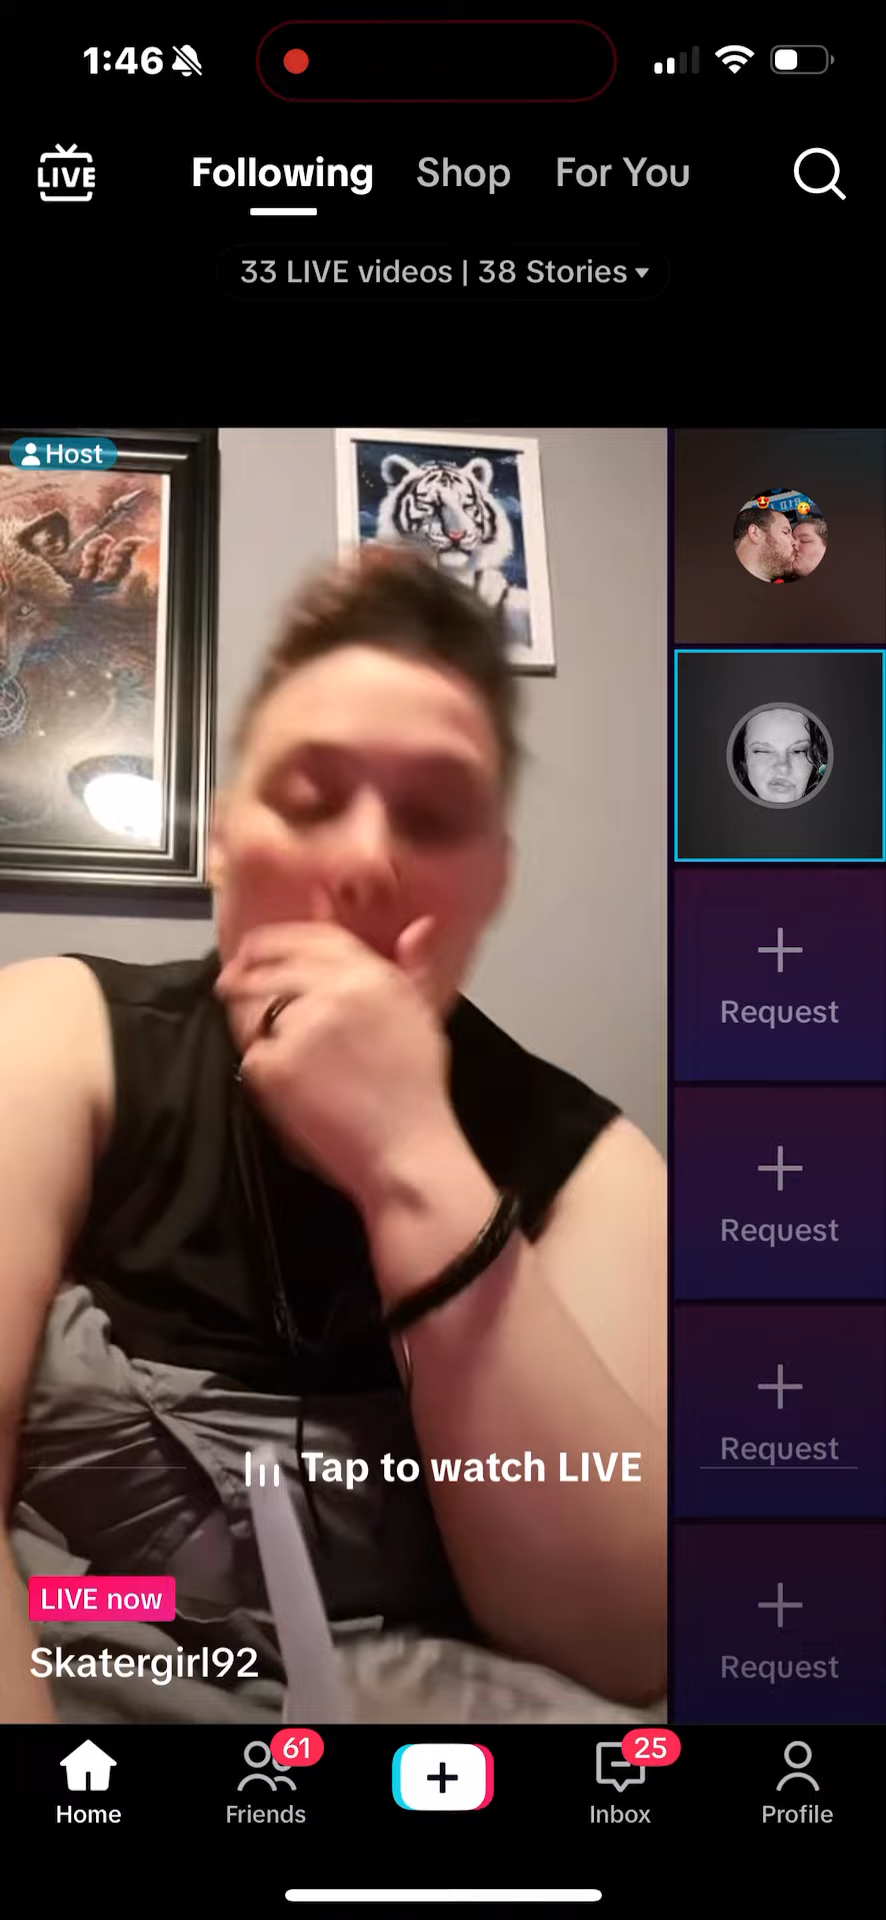 1:46
LIVE
Following Shop For You
33 LIVE videos | 38 Stories
Host
Request
Request
Request
Tap to watch LIVE
LIVE now
Skatergirl92
Request
61
25
Home Friends Inbox Profile